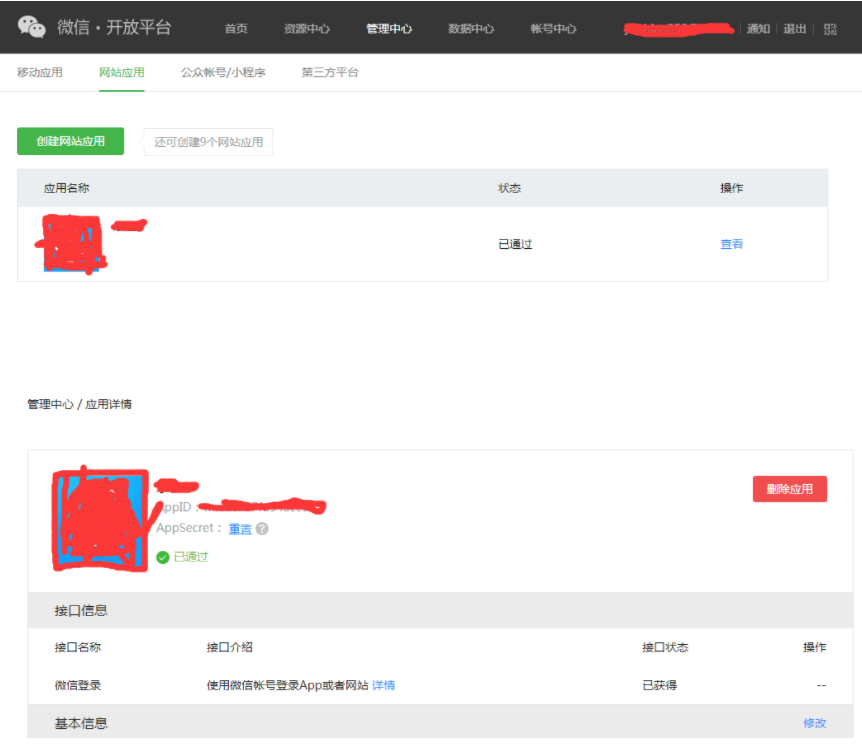 微信·开放平台 首页 资源中心 管理中心 数据中心 帐号中心 通知 退出
移动应用 网站应用 公众帐号/小程序 第三方平台
创建网站应用 还可创建9个网站应用
应用名称 状态 操作
已通过 查看
管理中心 / 应用详情
删除应用
AppSecret： 重置 ?
已通过
接口信息
接口名称 接口介绍 接口状态 操作
微信登录 使用微信帐号登录App或者网站 详情 已获得 --
基本信息 修改